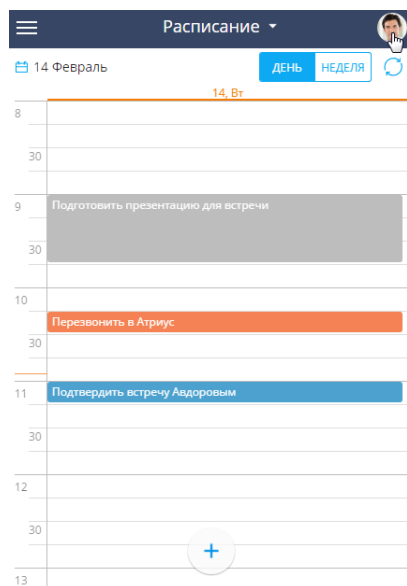 Расписание
14 Февраль
ДЕНЬ НЕДЕЛЯ
14, Вт
8
30
9 Подготовить презентацию для встречи
30
10
Перезвонить в Атриус
30
11 Подтвердить встречу Авдоровым
30
12
30
+
13